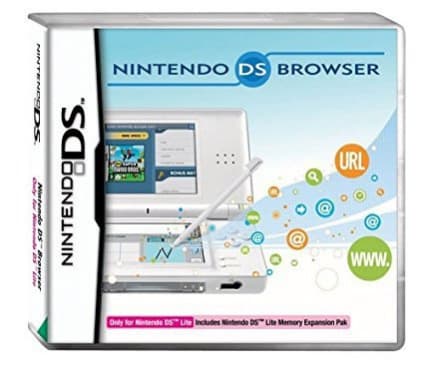 NINTENDO DS BROWSER
NINTENDO DS™
Nintendo DS™ Browser
Only for Nintendo DS™ Lite
URL
@
@
@
@
WWW.
Only for Nintendo DS™ Lite Includes Nintendo DS™ Lite Memory Expansion Pak